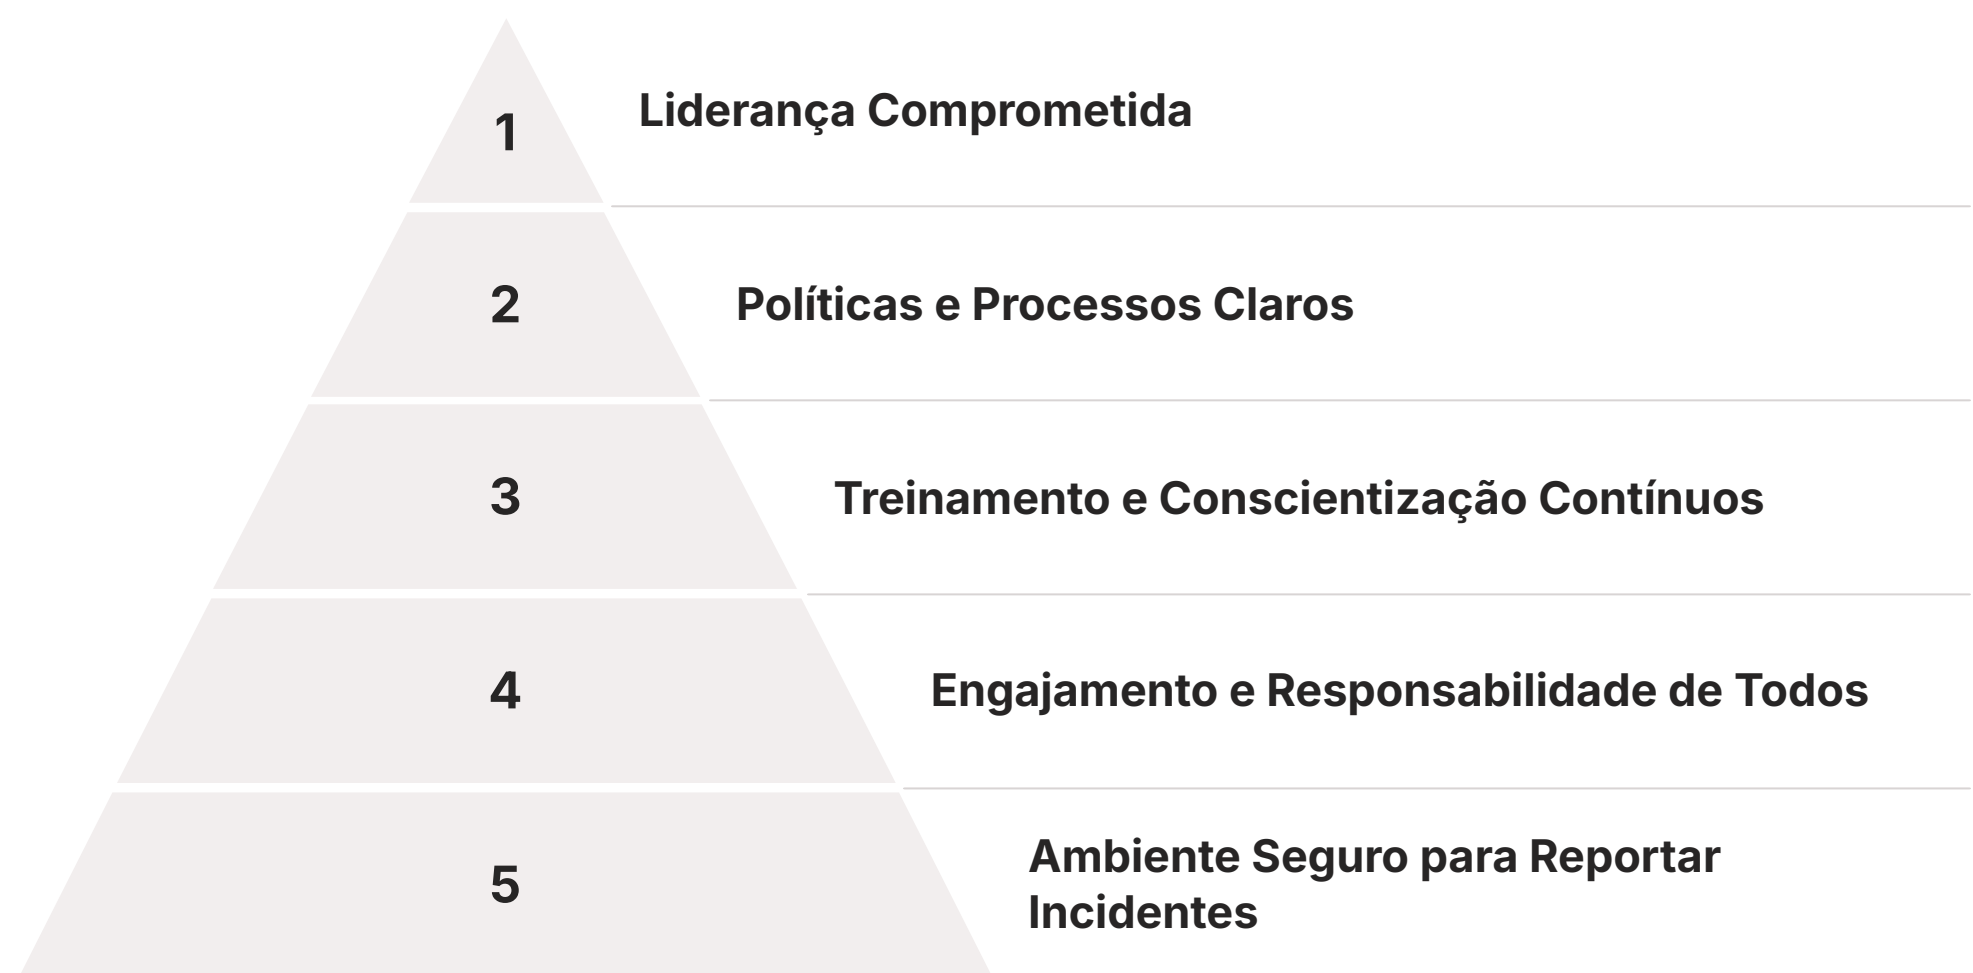 1
Liderança Comprometida
2
Políticas e Processos Claros
3
Treinamento e Conscientização Contínuos
4
Engajamento e Responsabilidade de Todos
5
Ambiente Seguro para Reportar
Incidentes